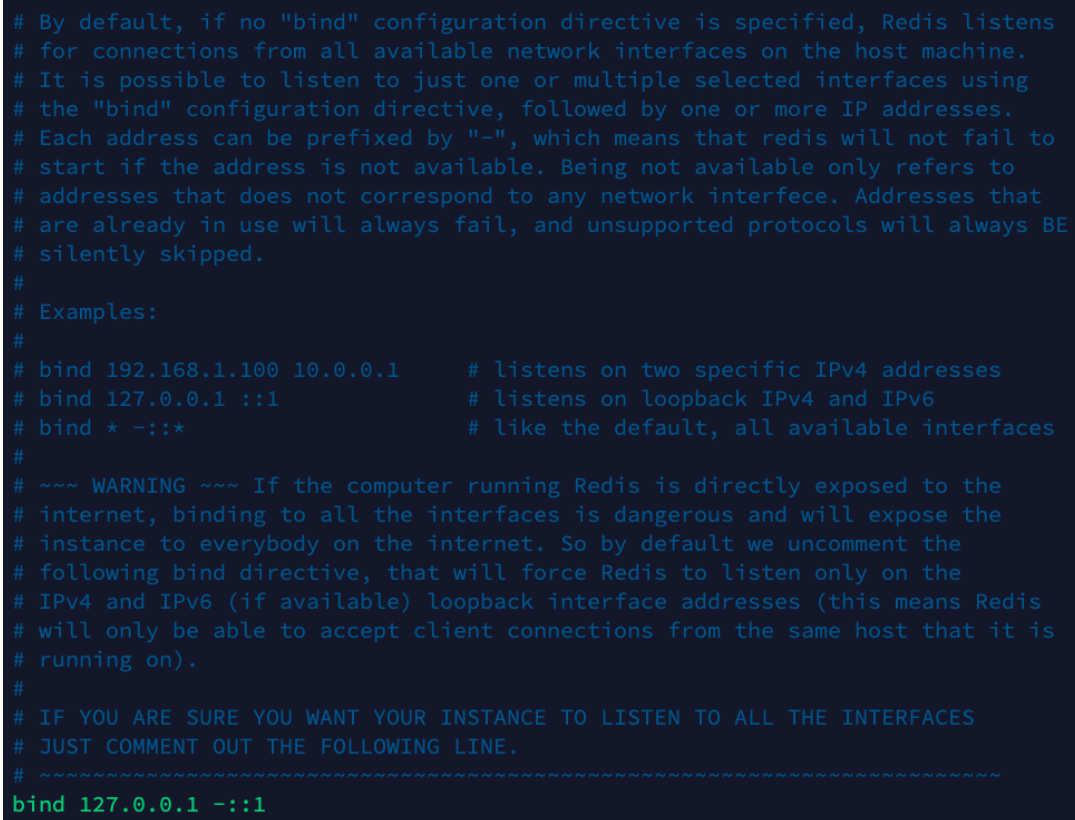 # By default, if no "bind" configuration directive is specified, Redis listens
# for connections from all available network interfaces on the host machine.
# It is possible to listen to just one or multiple selected interfaces using
# the "bind" configuration directive, followed by one or more IP addresses.
# Each address can be prefixed by "-", which means that redis will not fail to
# start if the address is not available. Being not available only refers to
# addresses that does not correspond to any network interfece. Addresses that
# are already in use will always fail, and unsupported protocols will always BE
# silently skipped.
#
# Examples:
#
# bind 192.168.1.100 10.0.0.1     # listens on two specific IPv4 addresses
# bind 127.0.0.1 ::1              # listens on loopback IPv4 and IPv6
# bind * -::*                     # like the default, all available interfaces
#
# ~~~ WARNING ~~~ If the computer running Redis is directly exposed to the
# internet, binding to all the interfaces is dangerous and will expose the
# instance to everybody on the internet. So by default we uncomment the
# following bind directive, that will force Redis to listen only on the
# IPv4 and IPv6 (if available) loopback interface addresses (this means Redis
# will only be able to accept client connections from the same host that it is
# running on).
#
# IF YOU ARE SURE YOU WANT YOUR INSTANCE TO LISTEN TO ALL THE INTERFACES
# JUST COMMENT OUT THE FOLLOWING LINE.
# ~~~~~~~~~~~~~~~~~~~~~~~~~~~~~~~~~~~~~~~~~~~~~~~~~~~~~~~~~~~~~~~~~~~~~~~~
bind 127.0.0.1 -::1